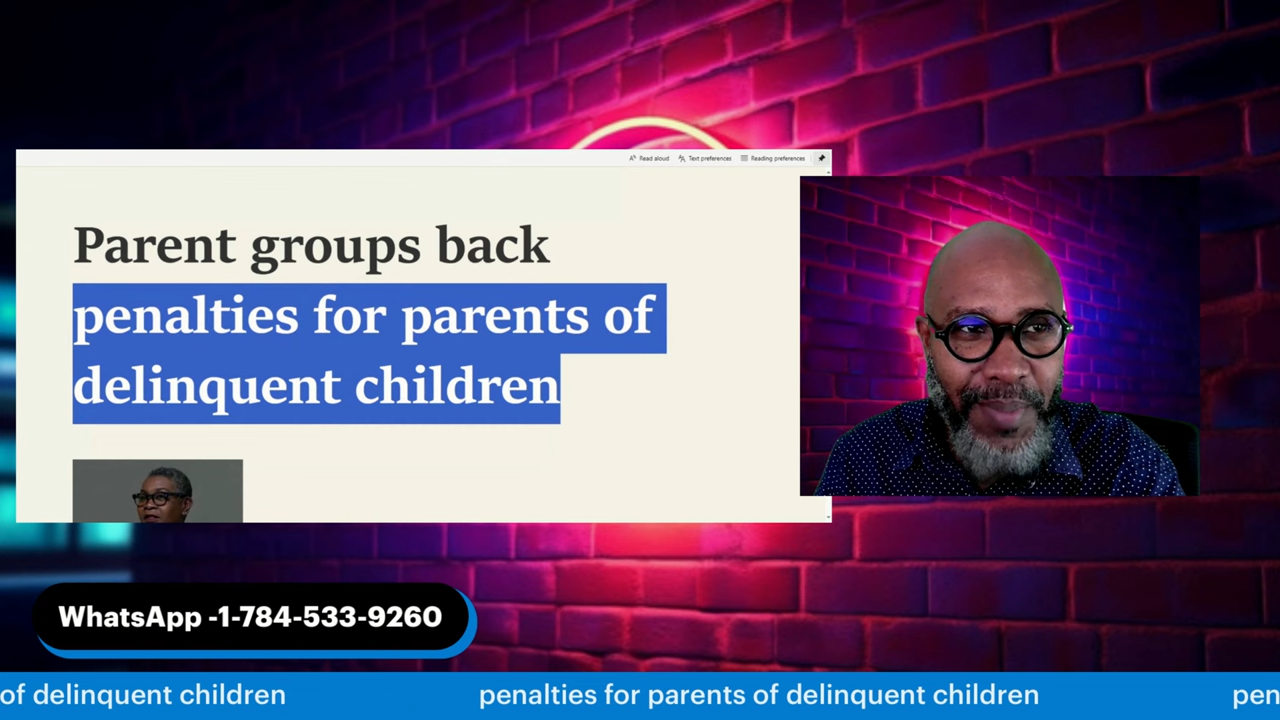 Read aloud Text preferences Reading preferences
Parent groups back
penalties for parents of
delinquent children
WhatsApp -1-784-533-9260
of delinquent children penalties for parents of delinquent children pen